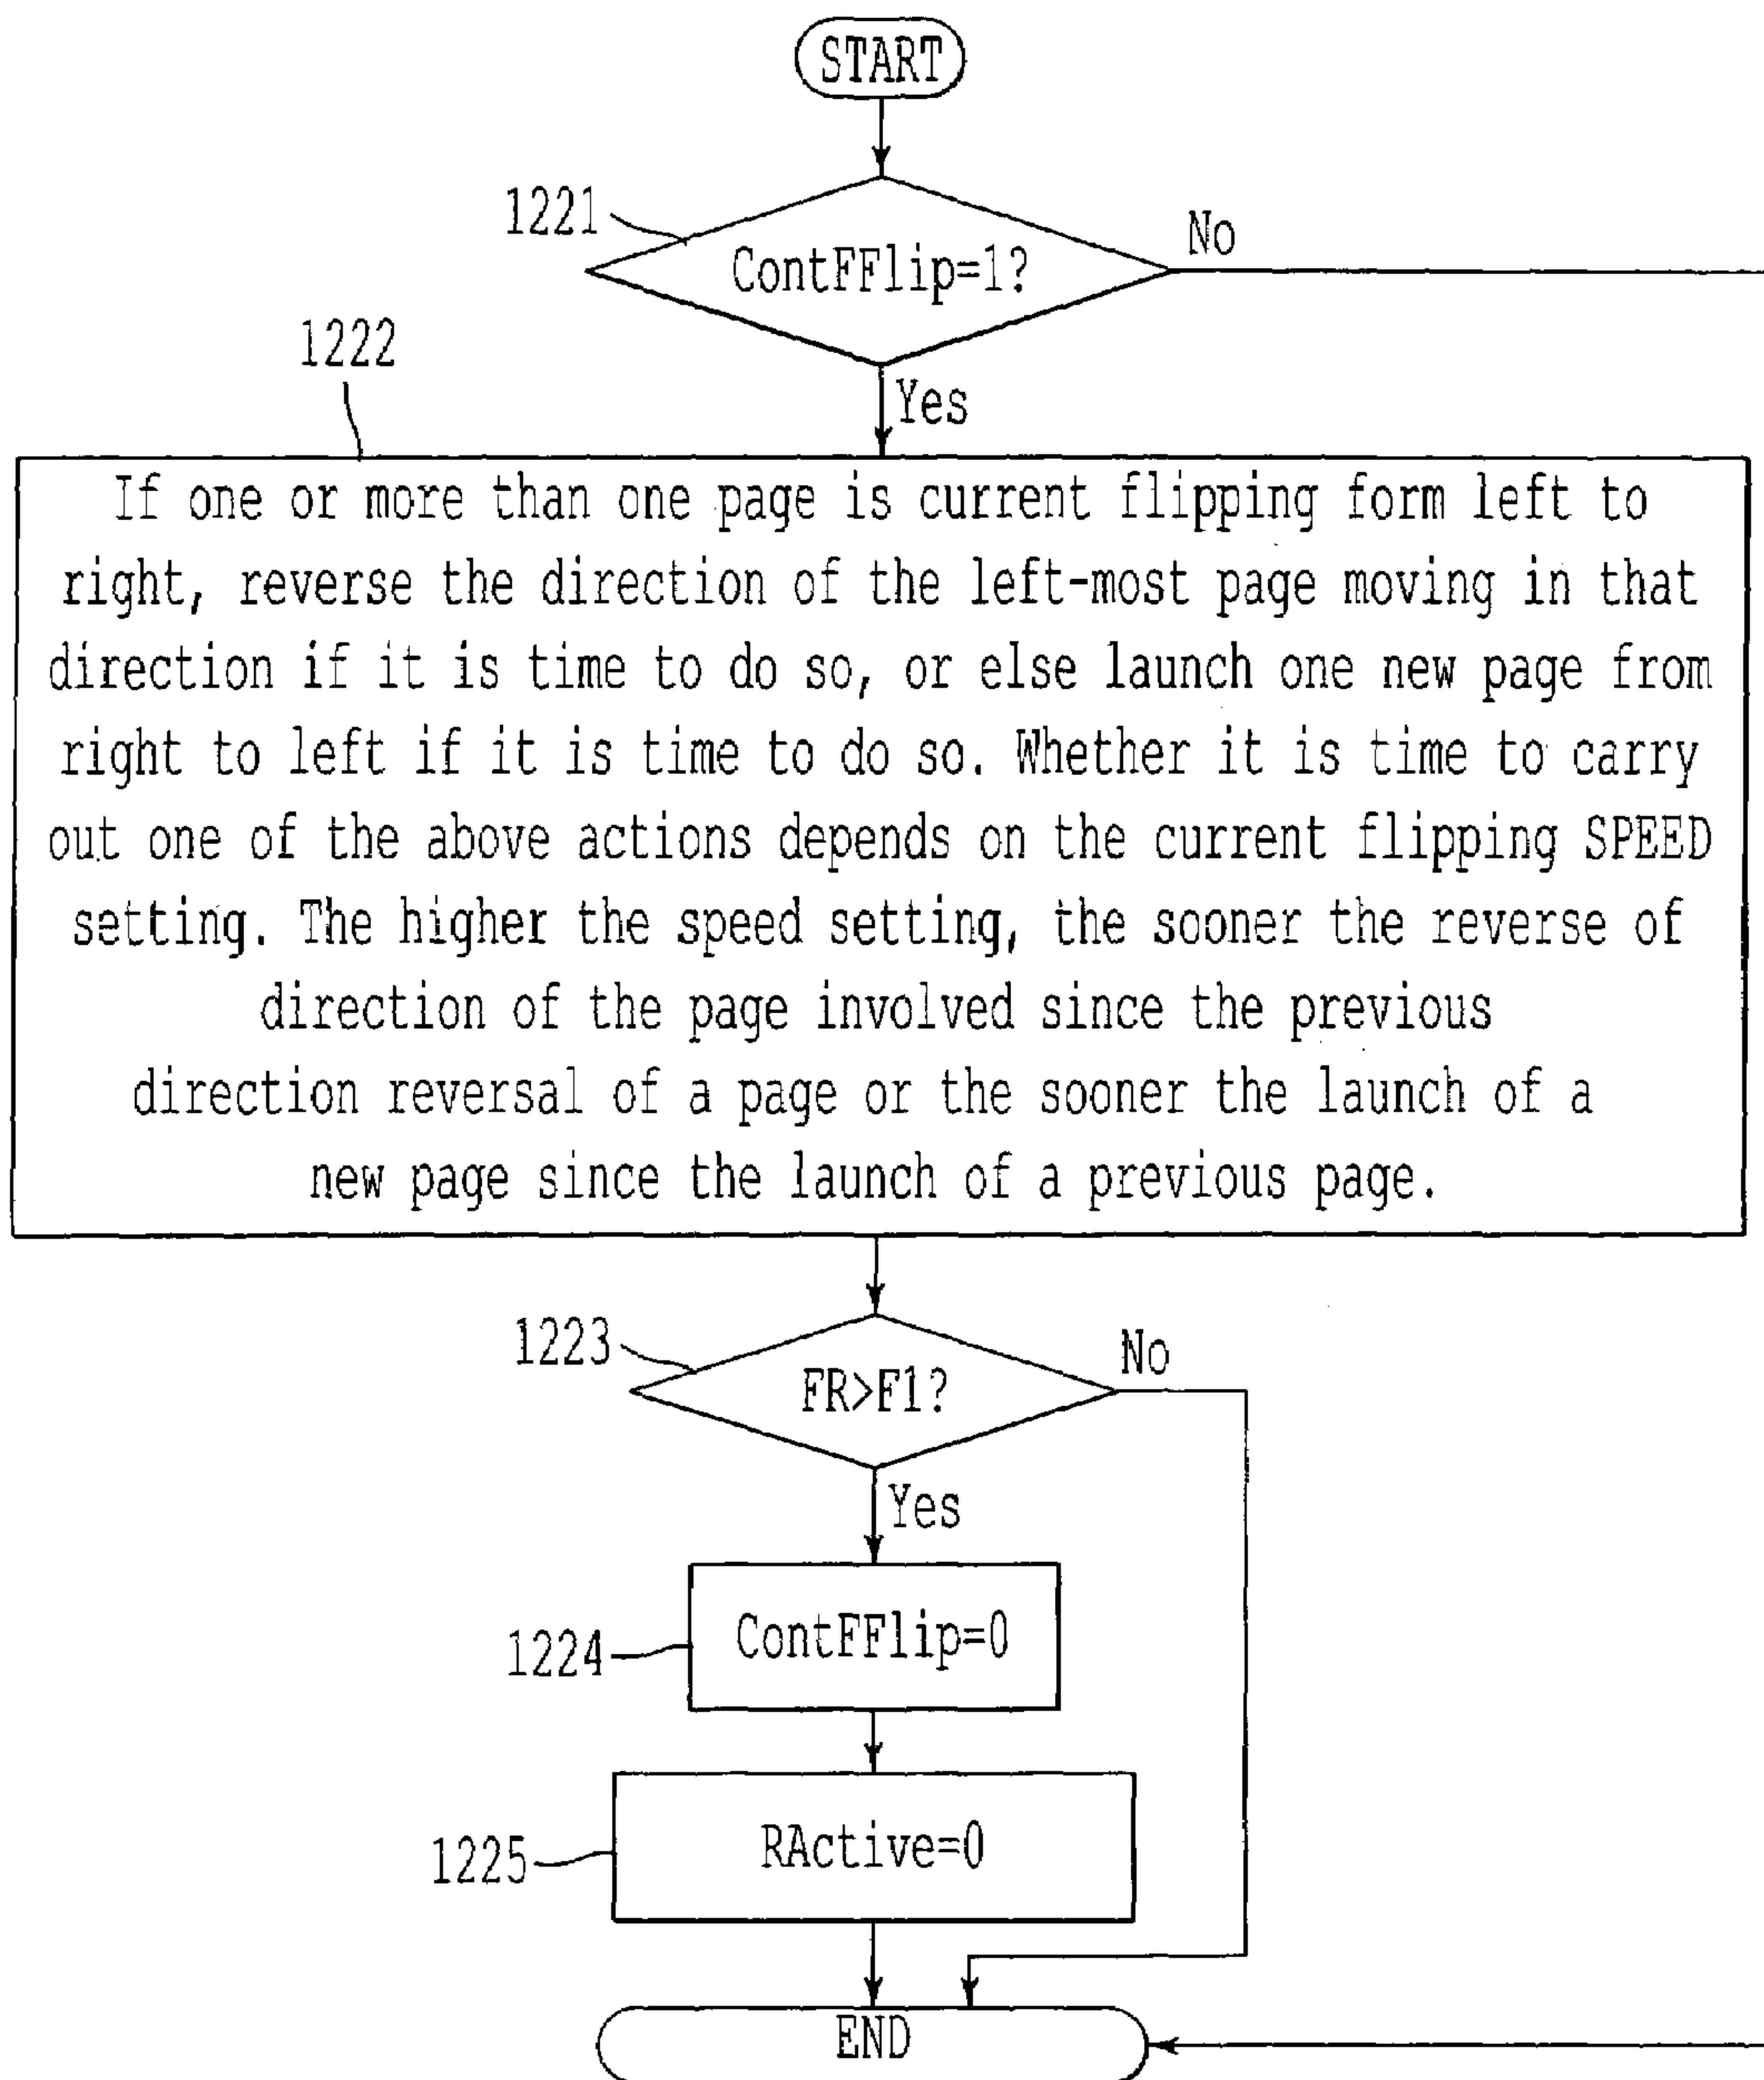 START
1221
ContFFlip=1?
No
1222
Yes
If one or more than one page is current flipping form left to
right, reverse the direction of the left-most page moving in that
direction if it is time to do so, or else launch one new page from
right to left if it is time to do so. Whether it is time to carry
out one of the above actions depends on the current flipping SPEED
setting. The higher the speed setting, the sooner the reverse of
direction of the page involved since the previous
direction reversal of a page or the sooner the launch of a
new page since the launch of a previous page.
1223
FR>F1?
No
Yes
1224
ContFFlip=0
1225
RActive=0
END